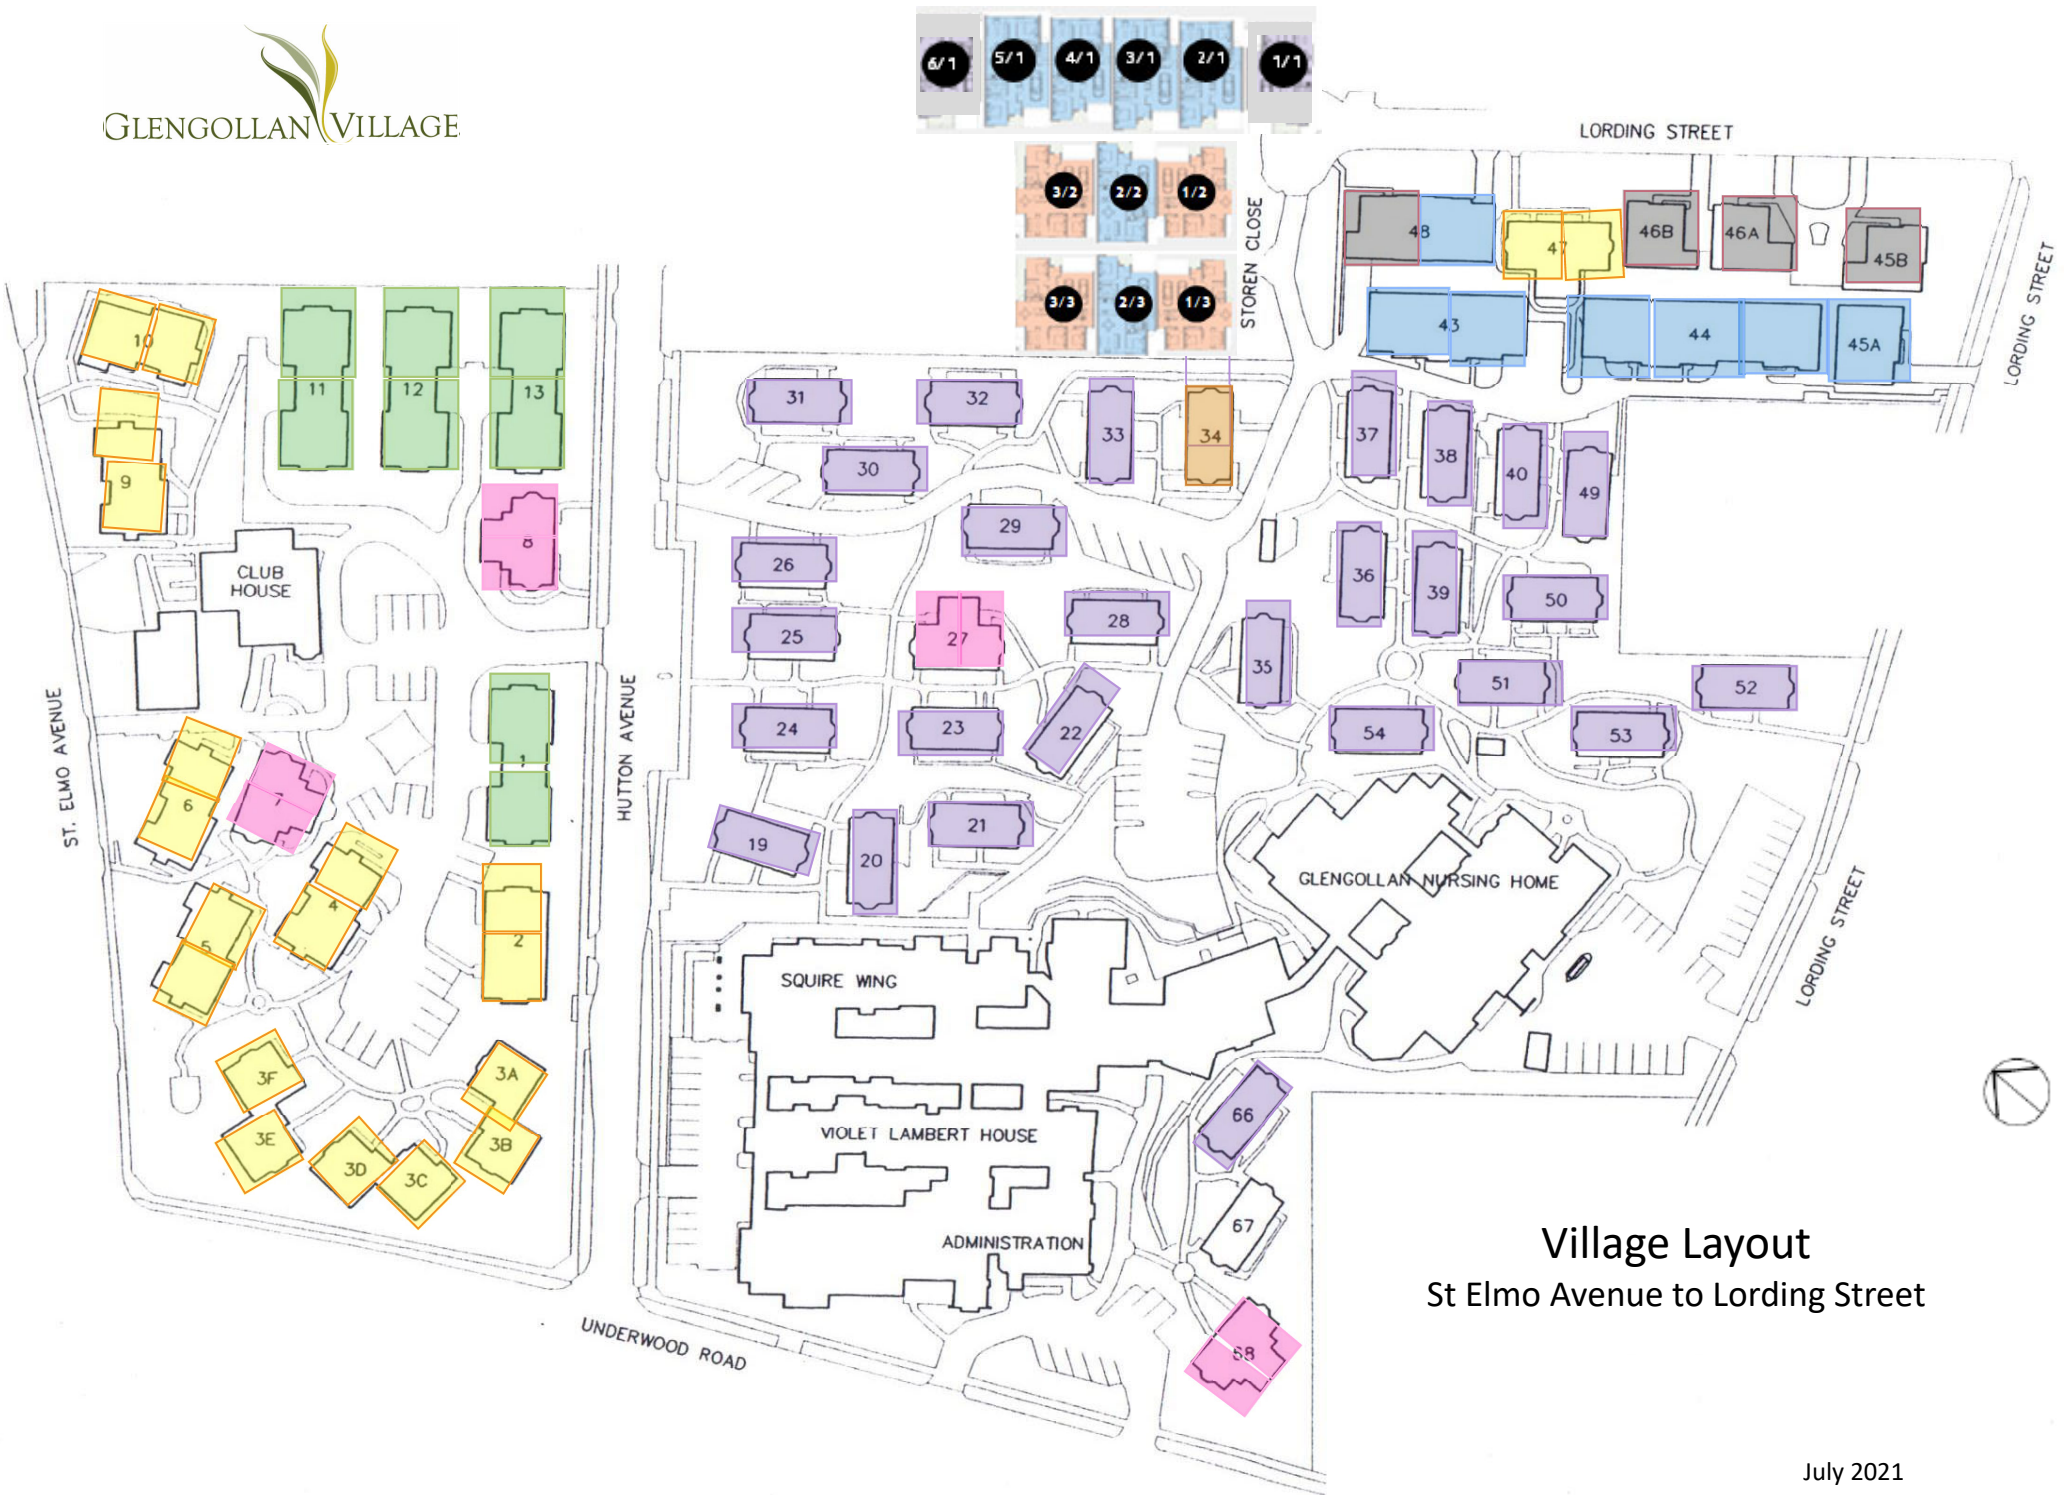 GLENGOLLAN VILLAGE
6/1
5/1
4/1
3/1
2/1
1/1
3/2
2/2
1/2
3/3
2/3
1/3
STOREN CLOSE
LORDING STREET
48
47
46B
46A
45B
43
44
45A
LORDING STREET
10
11
12
13
9
8
CLUB
HOUSE
ST. ELMO AVENUE
HUTTON AVENUE
1
6
7
4
5
2
3F
3A
3E
3B
3D
3C
31
32
33
34
30
29
26
25
27
28
24
23
22
19
20
21
37
38
40
49
36
39
50
35
51
52
54
53
GLENGOLLAN NURSING HOME
LORDING STREET
SQUIRE WING
VIOLET LAMBERT HOUSE
ADMINISTRATION
66
67
68
UNDERWOOD ROAD
Village Layout
St Elmo Avenue to Lording Street
July 2021